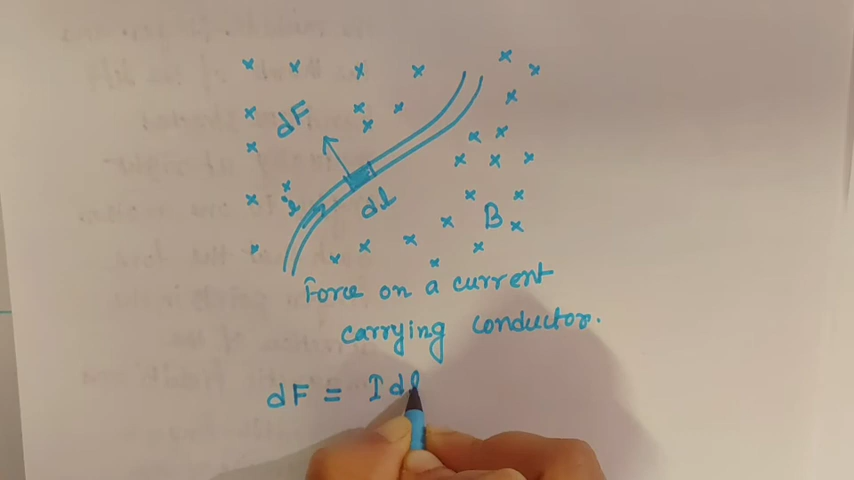 dF
i
dl
B
Force on a current
carrying conductor.
dF = Idl